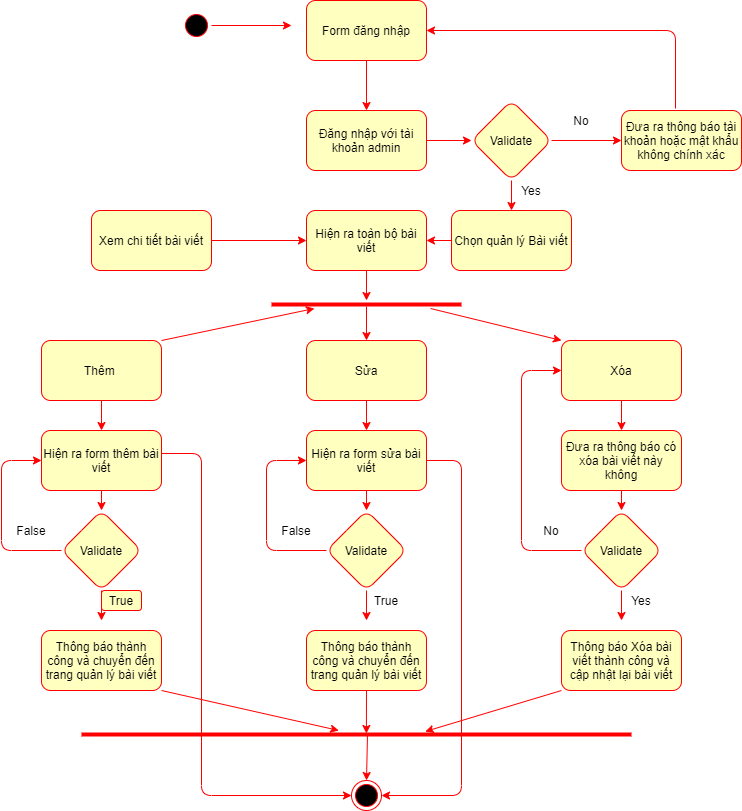 Form đăng nhập
Đăng nhập với tài
khoản admin
Validate
No
Đưa ra thông báo tài
khoản hoặc mật khẩu
không chính xác
Yes
Xem chi tiết bài viết
Hiện ra toàn bộ bài
viết
Chọn quản lý Bài viết
Thêm
Sửa
Xóa
Hiện ra form thêm bài
viết
Hiện ra form sửa bài
viết
Đưa ra thông báo có
xóa bài viết này
không
False
Validate
False
Validate
No
Validate
True
True
Yes
Thông báo thành
công và chuyển đến
trang quản lý bài viết
Thông báo thành
công và chuyển đến
trang quản lý bài viết
Thông báo Xóa bài
viết thành công và
cập nhật lại bài viết